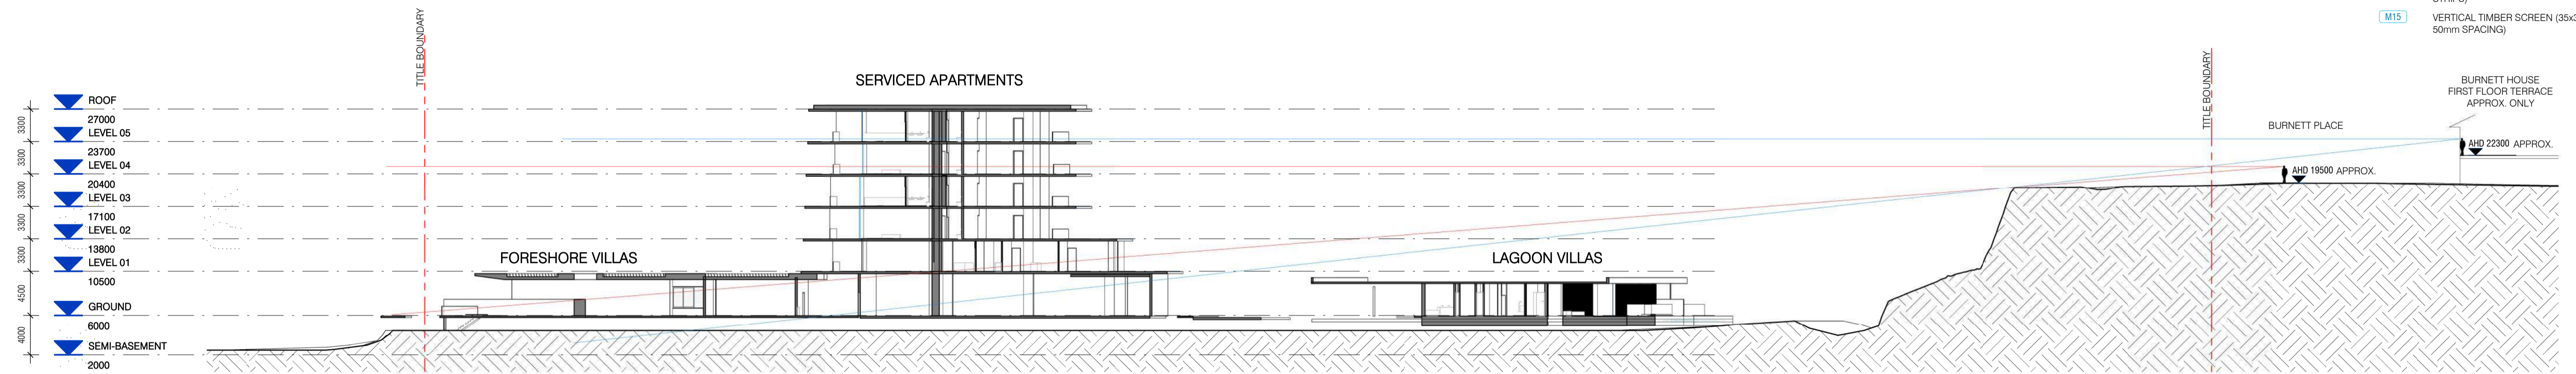 STRIPS)
M15 VERTICAL TIMBER SCREEN (35x3
50mm SPACING)
TITLE BOUNDARY
SERVICED APARTMENTS
TITLE BOUNDARY
BURNETT HOUSE
FIRST FLOOR TERRACE
APPROX. ONLY
BURNETT PLACE
AHD 22300 APPROX.
AHD 19500 APPROX.
ROOF
27000
3300
LEVEL 05
23700
3300
LEVEL 04
20400
3300
LEVEL 03
17100
3300
LEVEL 02
13800
3300
LEVEL 01
10500
4500
GROUND
6000
4000
SEMI-BASEMENT
2000
FORESHORE VILLAS
LAGOON VILLAS